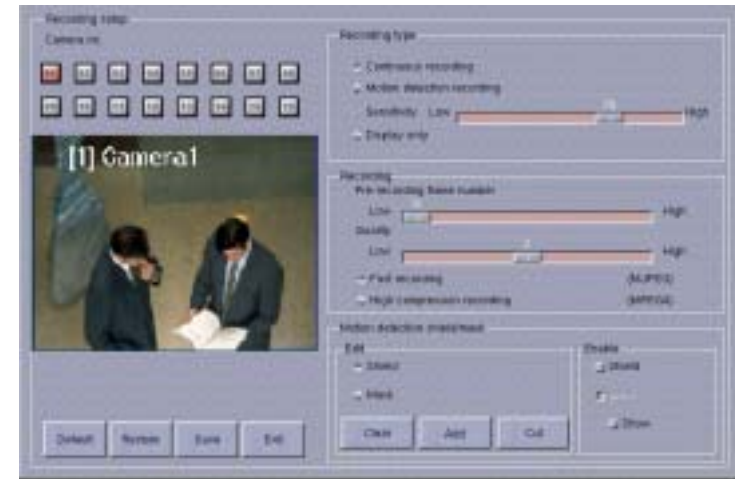 Recording setup
Camera no.
[1] Camera1
Default
Restore
Save
Exit
Recording type
Continuous recording
Motion detection recording
Sensitivity Low High
Display only
Recording
Pre-recording frame number
Low High
Quality
Low High
Fast recording (MJPEG)
High compression recording (MPEG4)
Motion detection
Edit
Shield
Mask
Clear
Add
Cut
Enable
Shield
Show